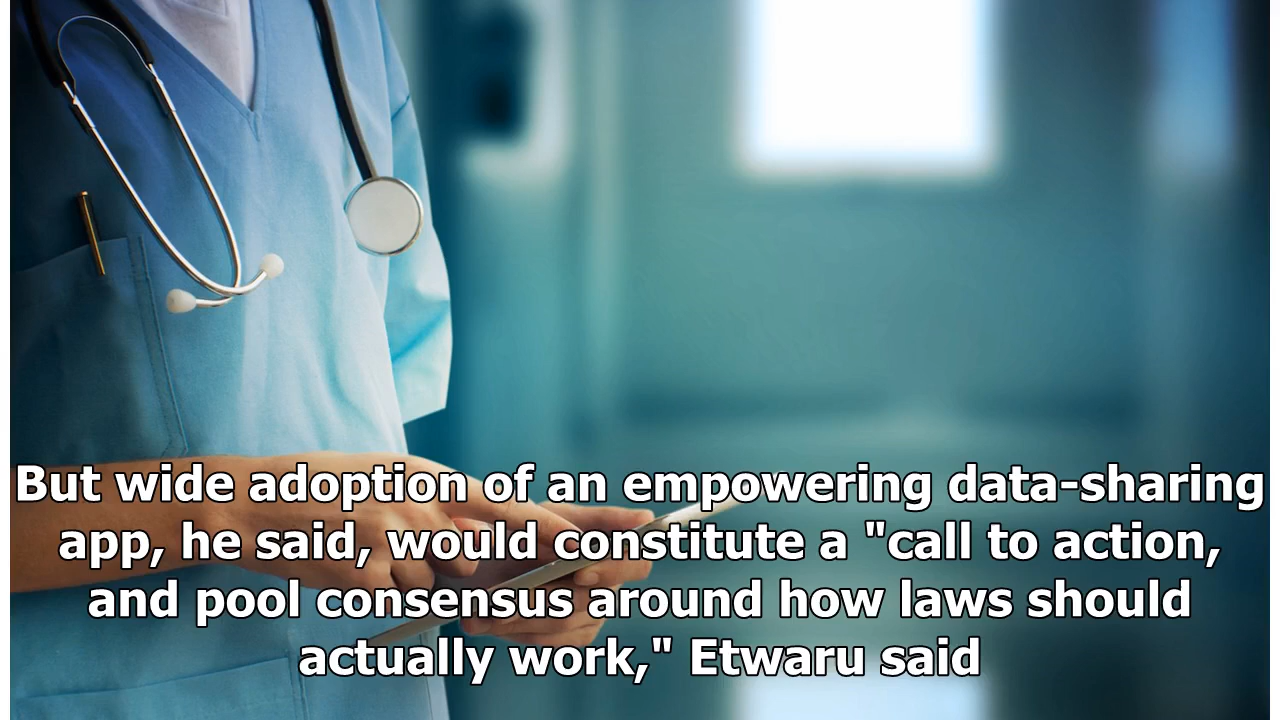 But wide adoption of an empowering data-sharing
app, he said, would constitute a "call to action,
and pool consensus around how laws should
actually work," Etwaru said